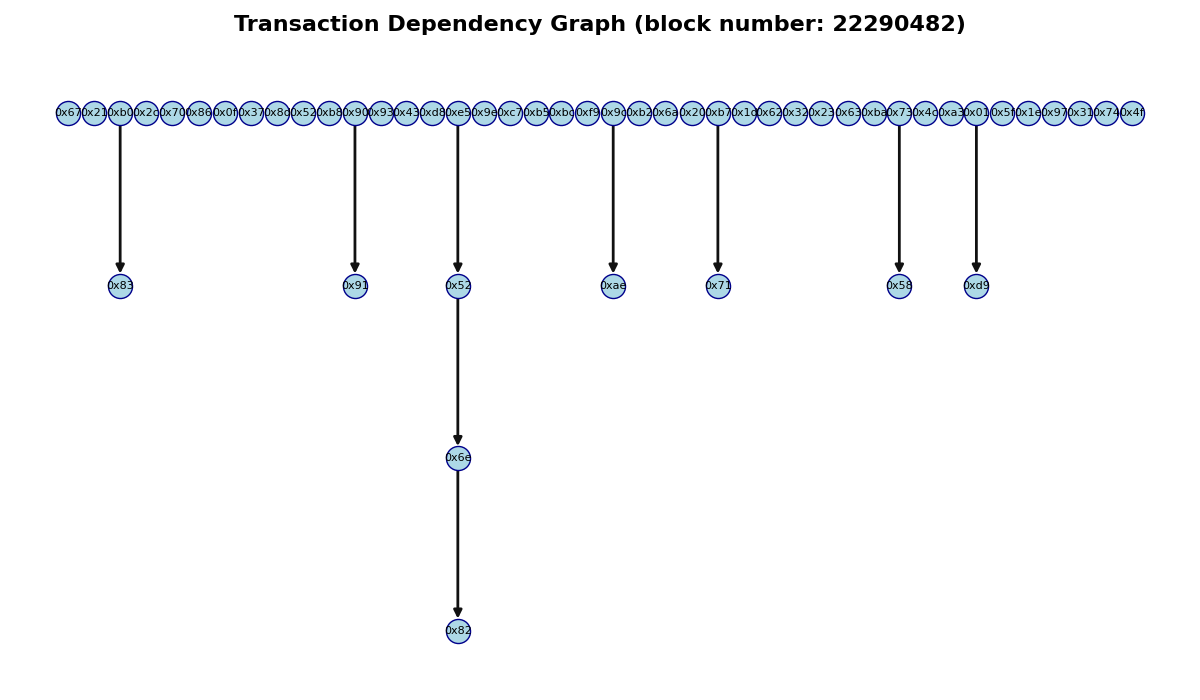 Transaction Dependency Graph (block number: 22290482)
0x67 0x21 0xb0 0x2c 0x70 0x86 0x0f 0x37 0x8d 0x52 0xb8 0x90 0x93 0x43 0xd8 0xe5 0x9e 0xc7 0xb5 0xbc 0xf9 0x9c 0xb2 0x6a 0x20 0xb7 0x1d 0x62 0x32 0x23 0x63 0xba 0x73 0x4c 0xa3 0x01 0x5f 0x1e 0x97 0x31 0x74 0x4f
0x83 0x91 0x52 0xae 0x71 0x58 0xd9
0x6e
0x82